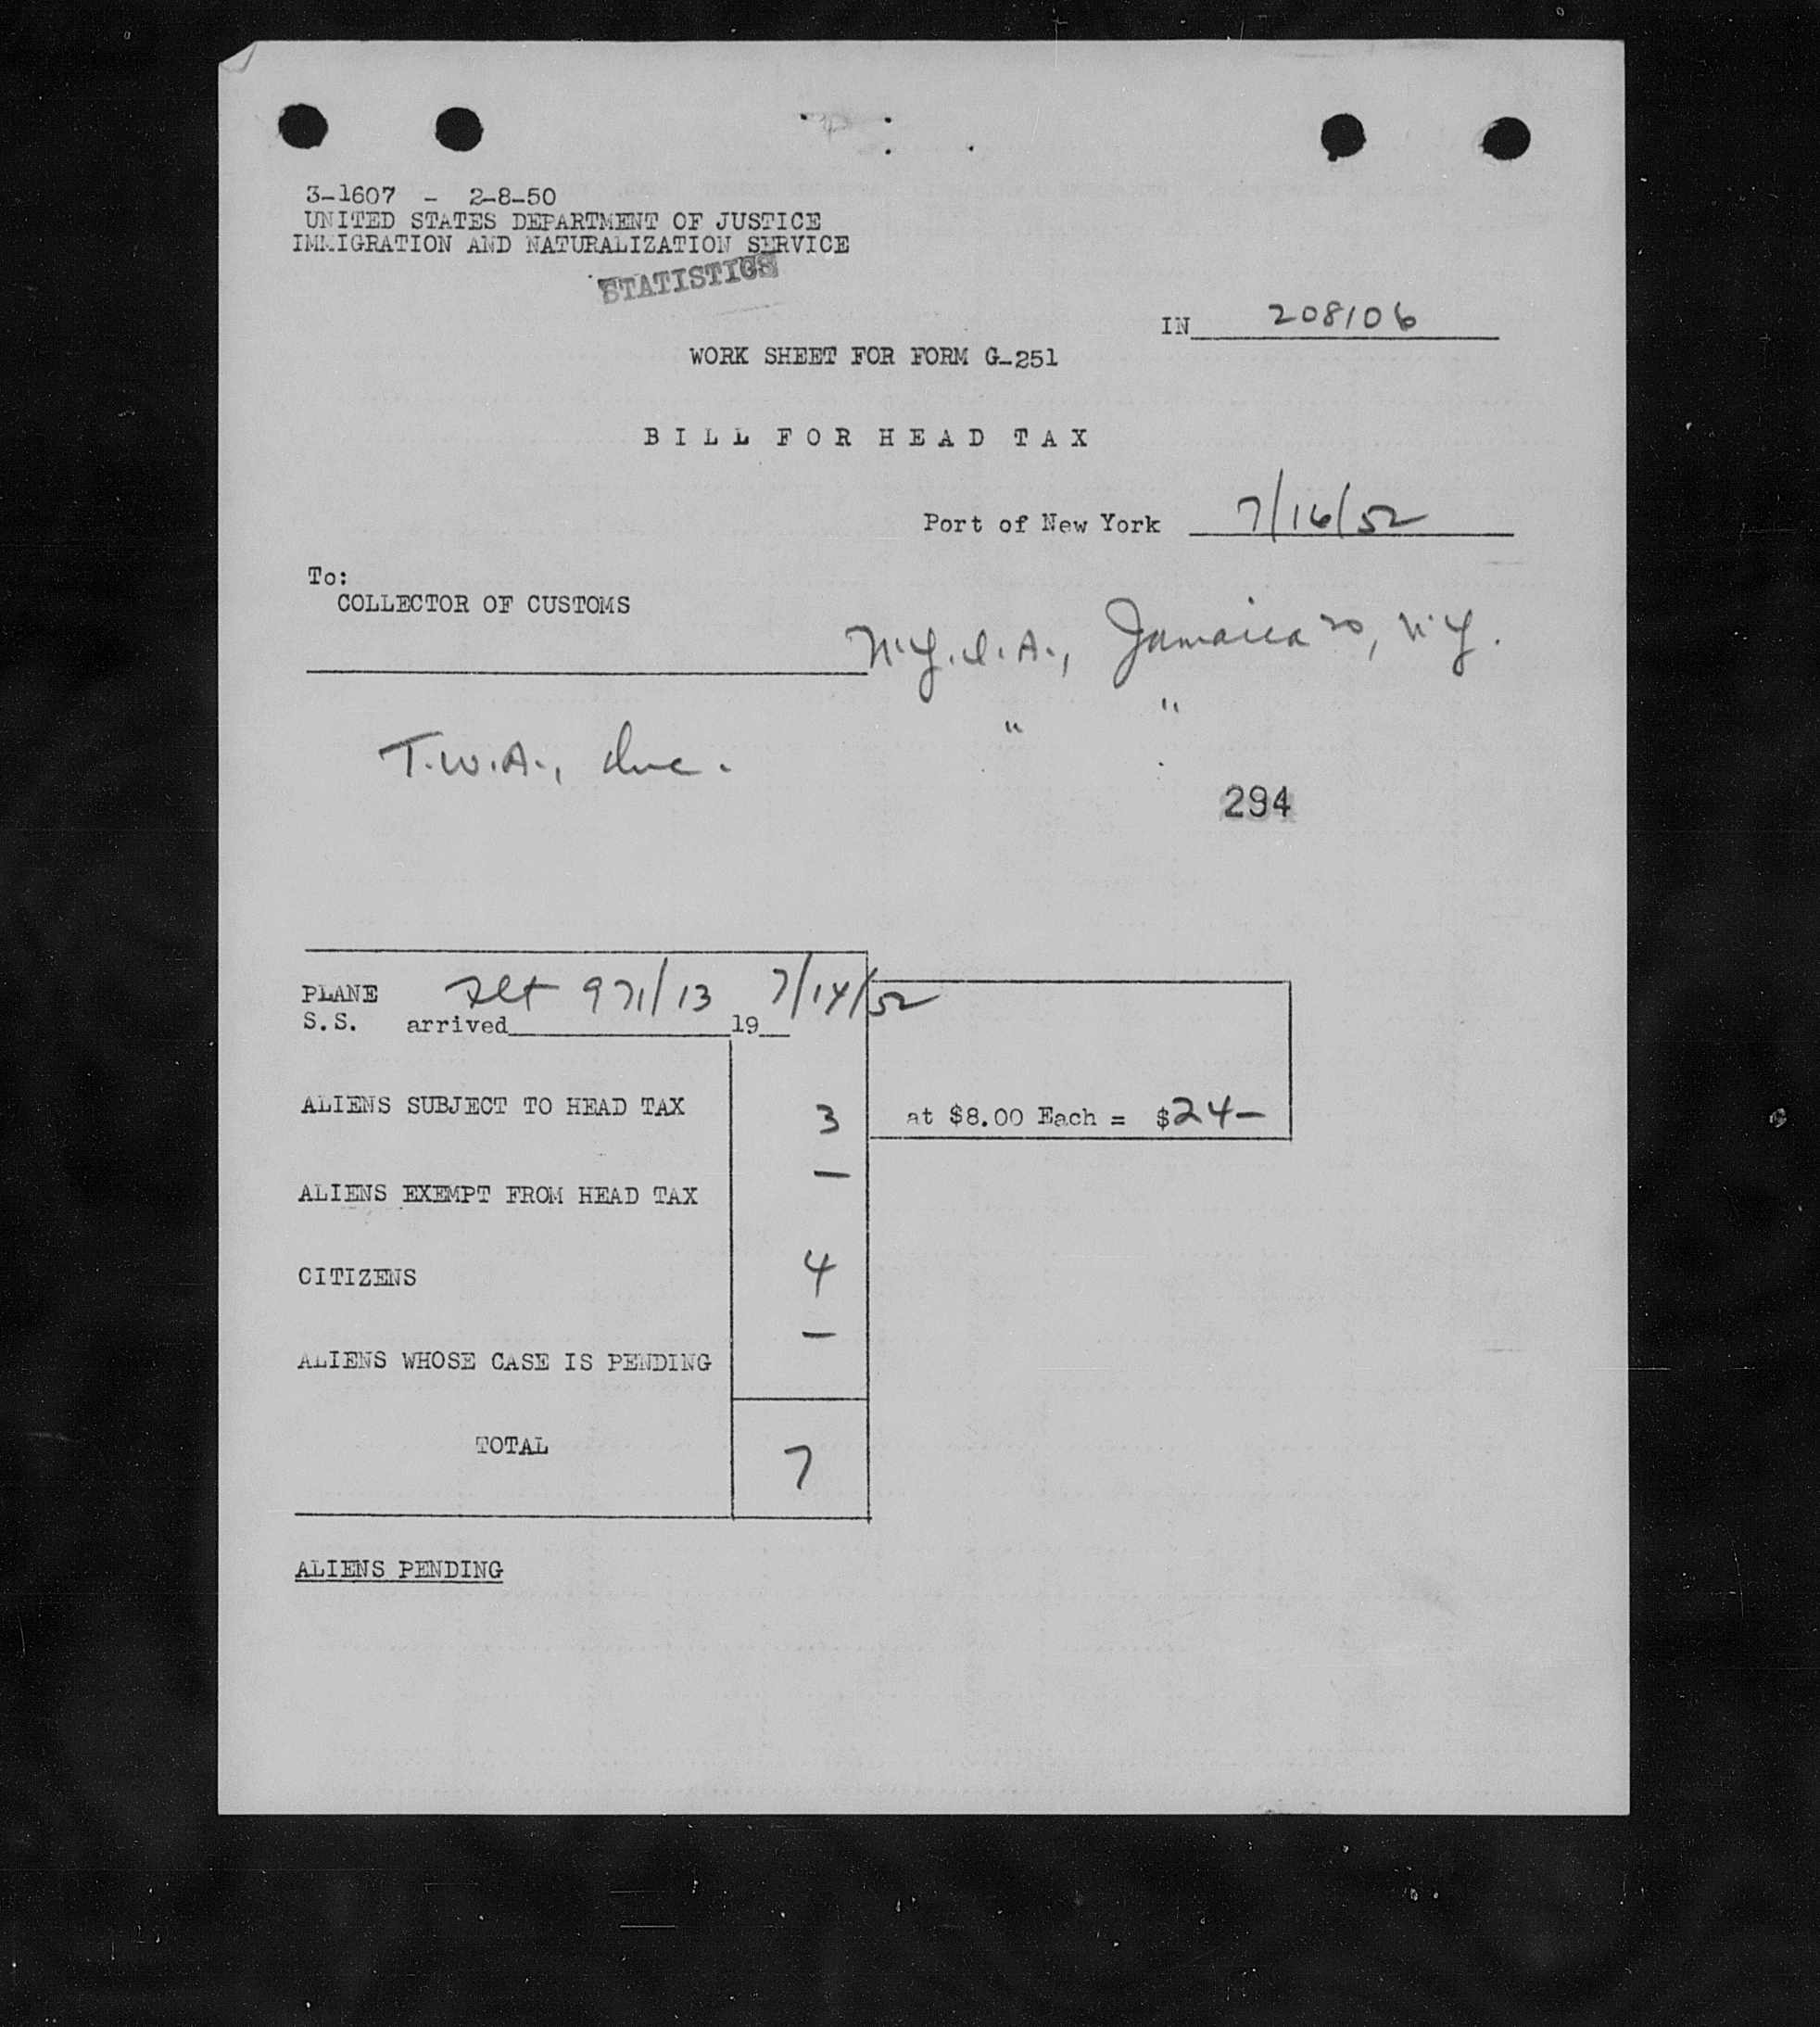 3-1607 - 2-8-50
UNITED STATES DEPARTMENT OF JUSTICE
IMMIGRATION AND NATURALIZATION SERVICE
STATISTICS
IN 208106
WORK SHEET FOR FORM G-251
BILL FOR HEAD TAX
Port of New York 7/16/52
To:
COLLECTOR OF CUSTOMS
N.Y.I.A., Jamaica 20, N.Y.
" "
T.W.A., Inc.
294
PLANE Flt 971/13 7/14/52
S.S. arrived 19
ALIENS SUBJECT TO HEAD TAX 3 at $8.00 Each = $24—
ALIENS EXEMPT FROM HEAD TAX —
CITIZENS 4
ALIENS WHOSE CASE IS PENDING —
TOTAL 7
ALIENS PENDING